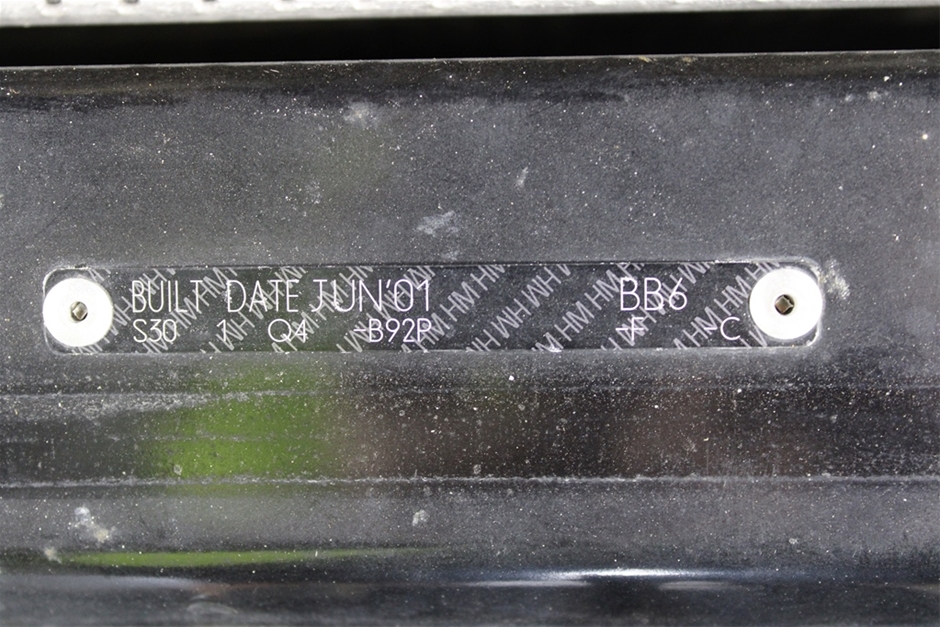 BUILT DATE JUN'01 BB6
S30 1 Q4 -B92P -F -C